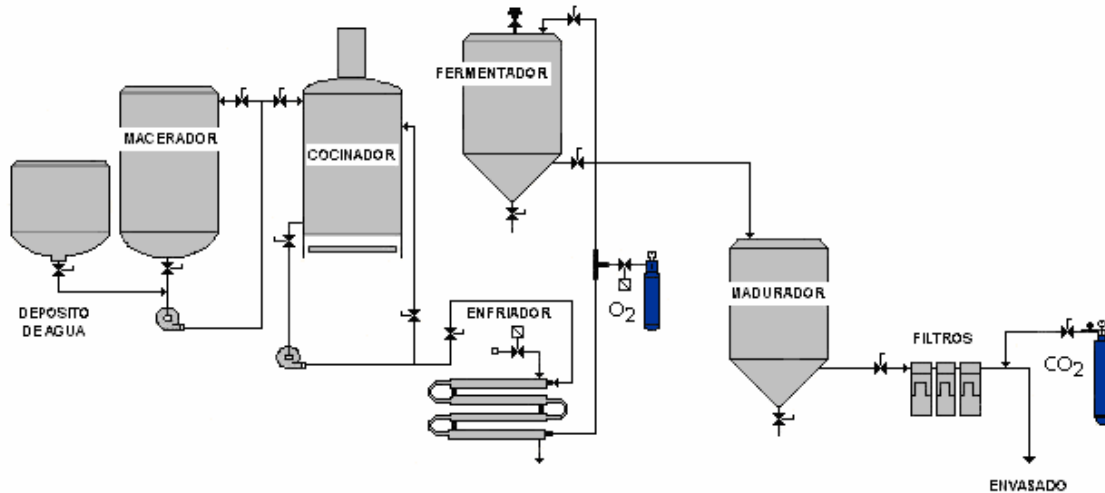 FERMENTADOR
MACERADOR
COCINADOR
DEPOSITO
DE AGUA
ENFRIADOR
O2
MADURADOR
FILTROS
CO2
ENVASADO